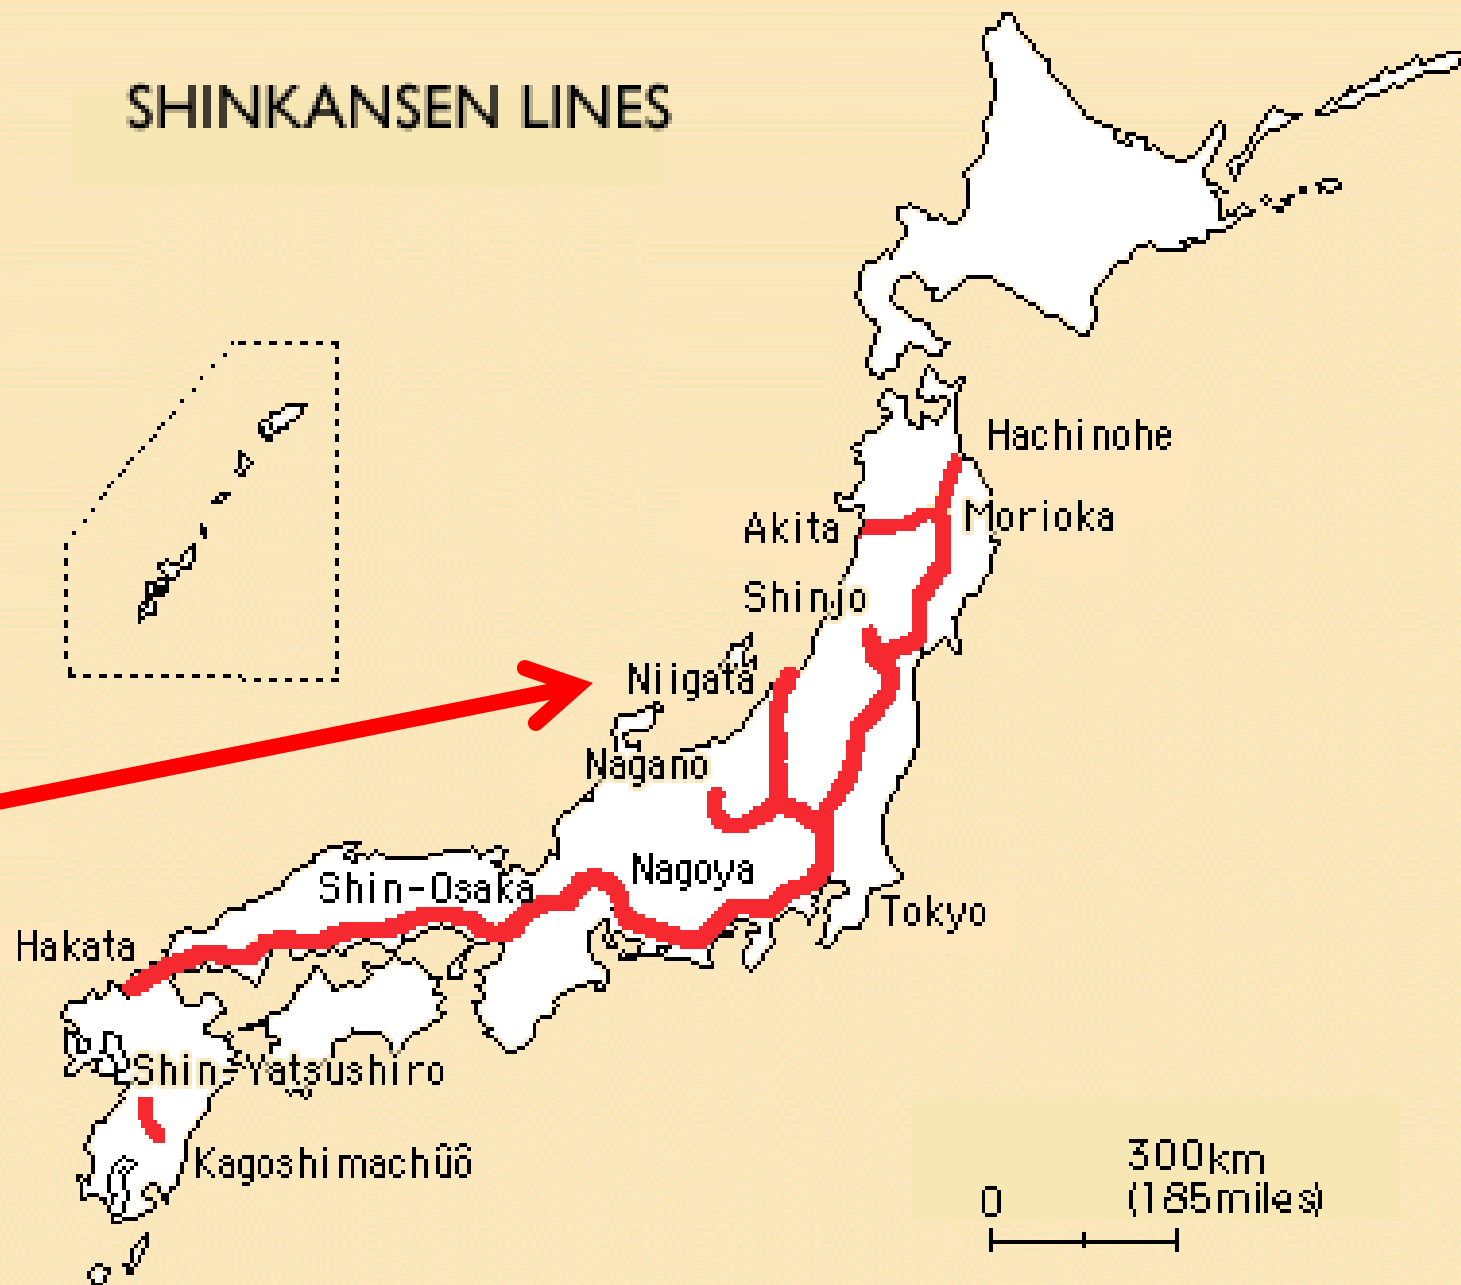 SHINKANSEN LINES
Hachinohe
Morioka
Akita
Shinjo
Niigata
Nagano
Nagoya
Shin-Osaka
Tokyo
Hakata
Shin-Yatsushiro
Kagoshimachûô
300km
0 (185miles)